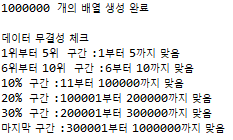 1000000 개의 배열 생성 완료
데이터 무결성 체크
1위부터 5위 구간 :1부터 5까지 맞음
6위부터 10위 구간 :6부터 10까지 맞음
10% 구간 :11부터 100000까지 맞음
20% 구간 :100001부터 200000까지 맞음
30% 구간 :200001부터 300000까지 맞음
마지막 구간 :300001부터 1000000까지 맞음